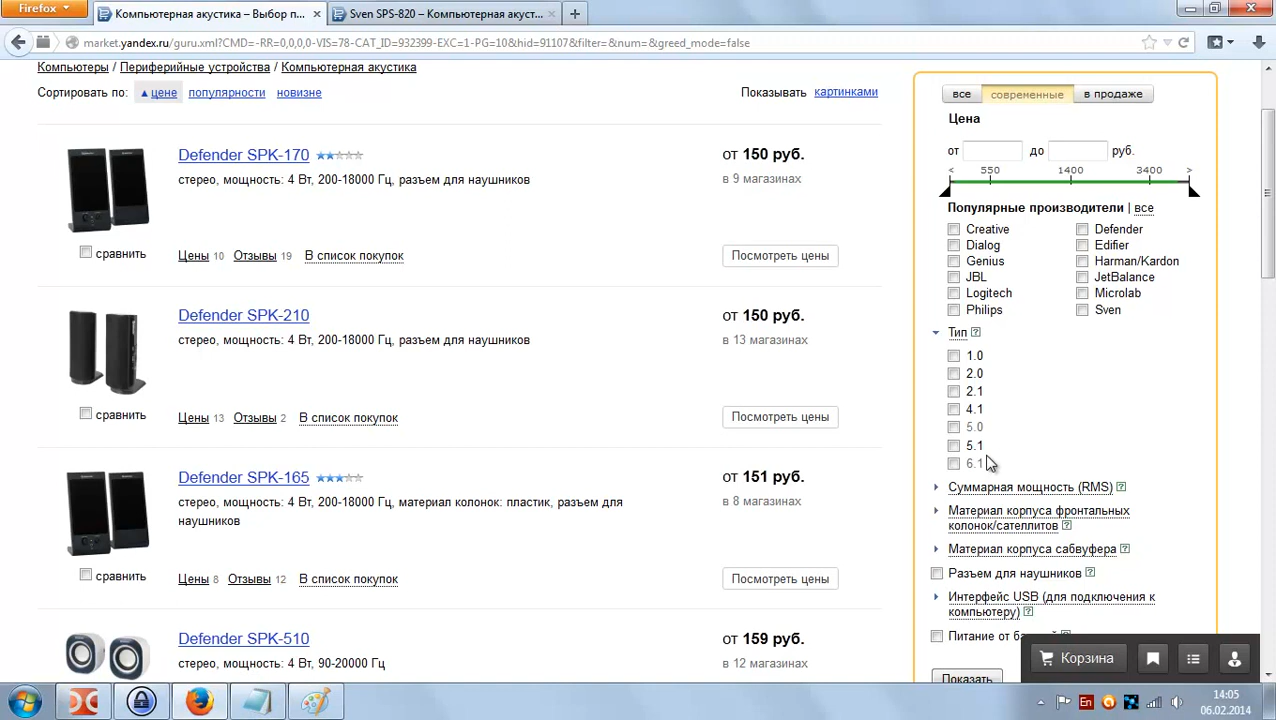 Firefox
Компьютерная акустика – Выбор п...
Sven SPS-820 – Компьютерная акуст...
market.yandex.ru/guru.xml?CMD=-RR=0,0,0,0-VIS=78-CAT_ID=932399-EXC=1-PG=10&hid=91107&filter=&num=&greed_mode=false
Компьютеры / Периферийные устройства / Компьютерная акустика
Сортировать по: ▲ цене популярности новизне Показывать картинками
Defender SPK-170
от 150 руб.
стерео, мощность: 4 Вт, 200-18000 Гц, разъем для наушников
в 9 магазинах
сравнить Цены 10 Отзывы 19 В список покупок Посмотреть цены
Defender SPK-210
от 150 руб.
стерео, мощность: 4 Вт, 200-18000 Гц, разъем для наушников
в 13 магазинах
сравнить Цены 13 Отзывы 2 В список покупок Посмотреть цены
Defender SPK-165
от 151 руб.
стерео, мощность: 4 Вт, 200-18000 Гц, материал колонок: пластик, разъем для
наушников
в 8 магазинах
сравнить Цены 8 Отзывы 12 В список покупок Посмотреть цены
Defender SPK-510
от 159 руб.
стерео, мощность: 4 Вт, 90-20000 Гц
в 12 магазинах
все современные в продаже
Цена
от до руб.
< 550 1400 3400 >
Популярные производители | все
Creative Defender
Dialog Edifier
Genius Harman/Kardon
JBL JetBalance
Logitech Microlab
Philips Sven
Тип ?
1.0
2.0
2.1
4.1
5.0
5.1
6.1
Суммарная мощность (RMS) ?
Материал корпуса фронтальных
колонок/сателлитов ?
Материал корпуса сабвуфера ?
Разъем для наушников ?
Интерфейс USB (для подключения к
компьютеру) ?
Питание от
Показать
Корзина
En
14:05
06.02.2014